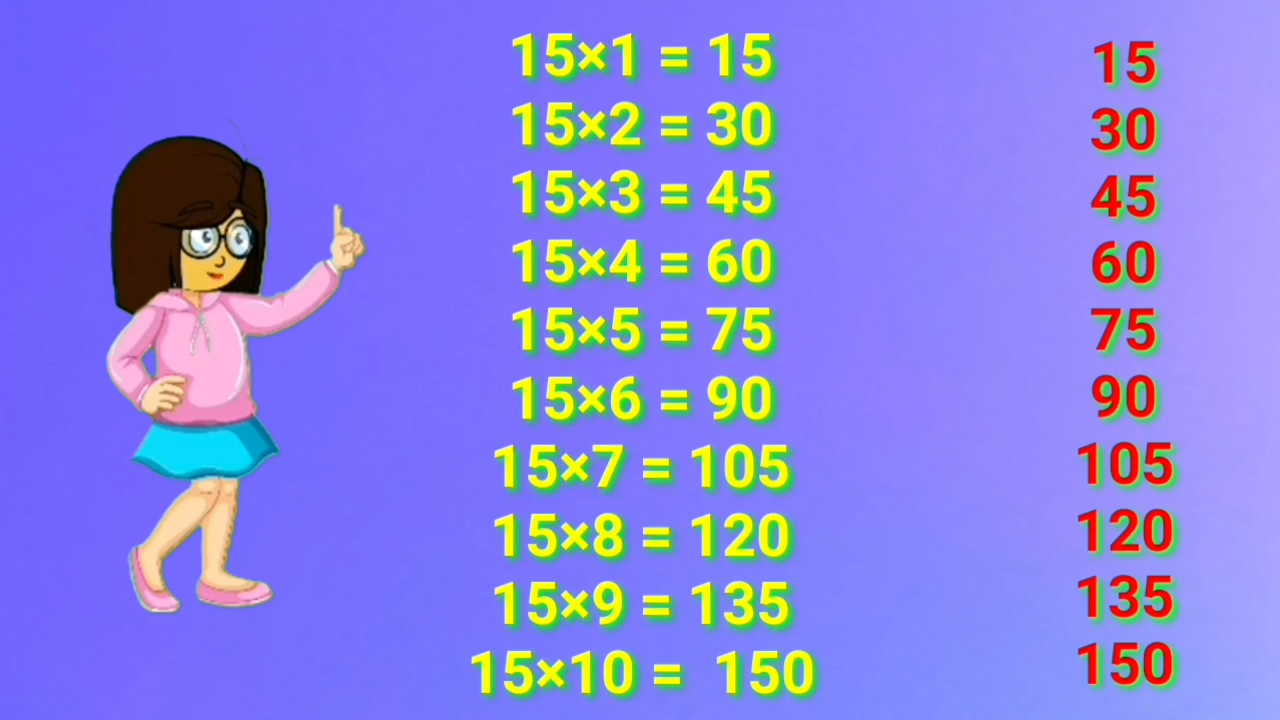 15×1 = 15
15×2 = 30
15×3 = 45
15×4 = 60
15×5 = 75
15×6 = 90
15×7 = 105
15×8 = 120
15×9 = 135
15×10 = 150
15
30
45
60
75
90
105
120
135
150